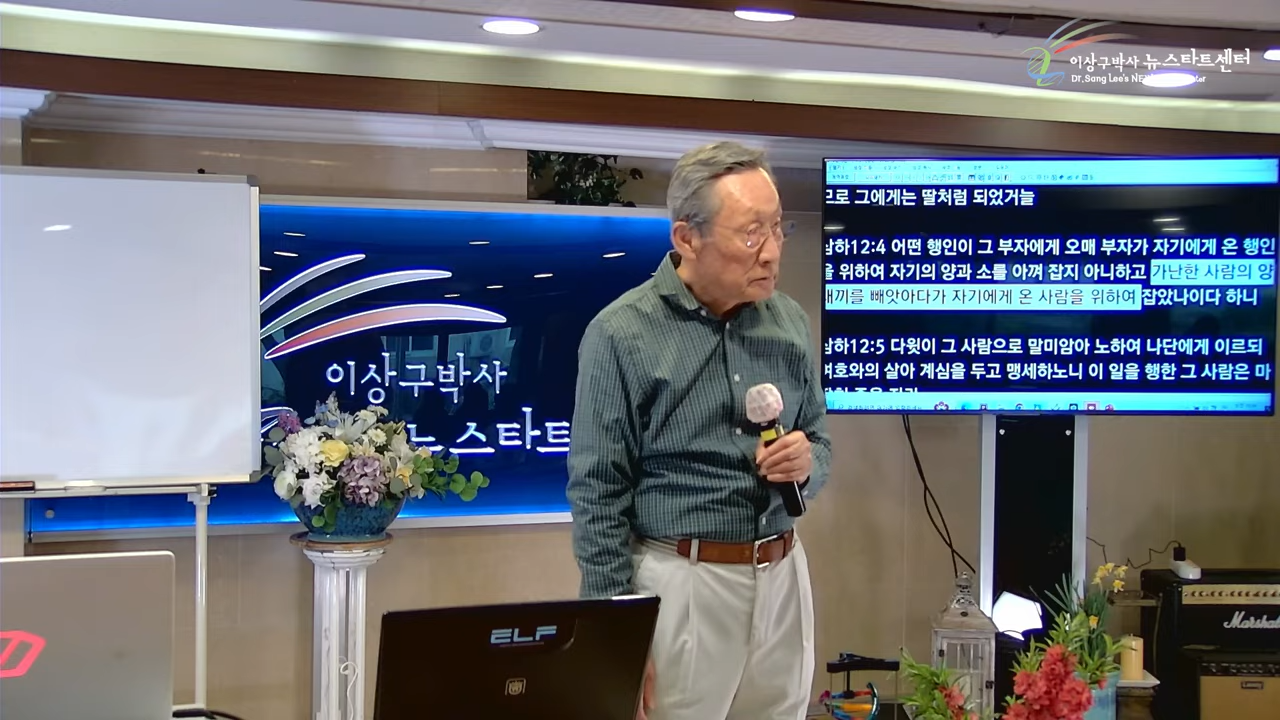 이상구박사 뉴스타트센터
Dr.Sang Lee's
므로 그에게는 딸처럼 되었거늘
삼하12:4 어떤 행인이 그 부자에게 오매 부자가 자기에게 온 행인
을 위하여 자기의 양과 소를 아껴 잡지 아니하고 가난한 사람의 양
새끼를 빼앗아다가 자기에게 온 사람을 위하여 잡았나이다 하니
삼하12:5 다윗이 그 사람으로 말미암아 노하여 나단에게 이르되
여호와의 살아 계심을 두고 맹세하노니 이 일을 행한 그 사람은 마
이상구박사
뉴스타트
ELF
Marshall